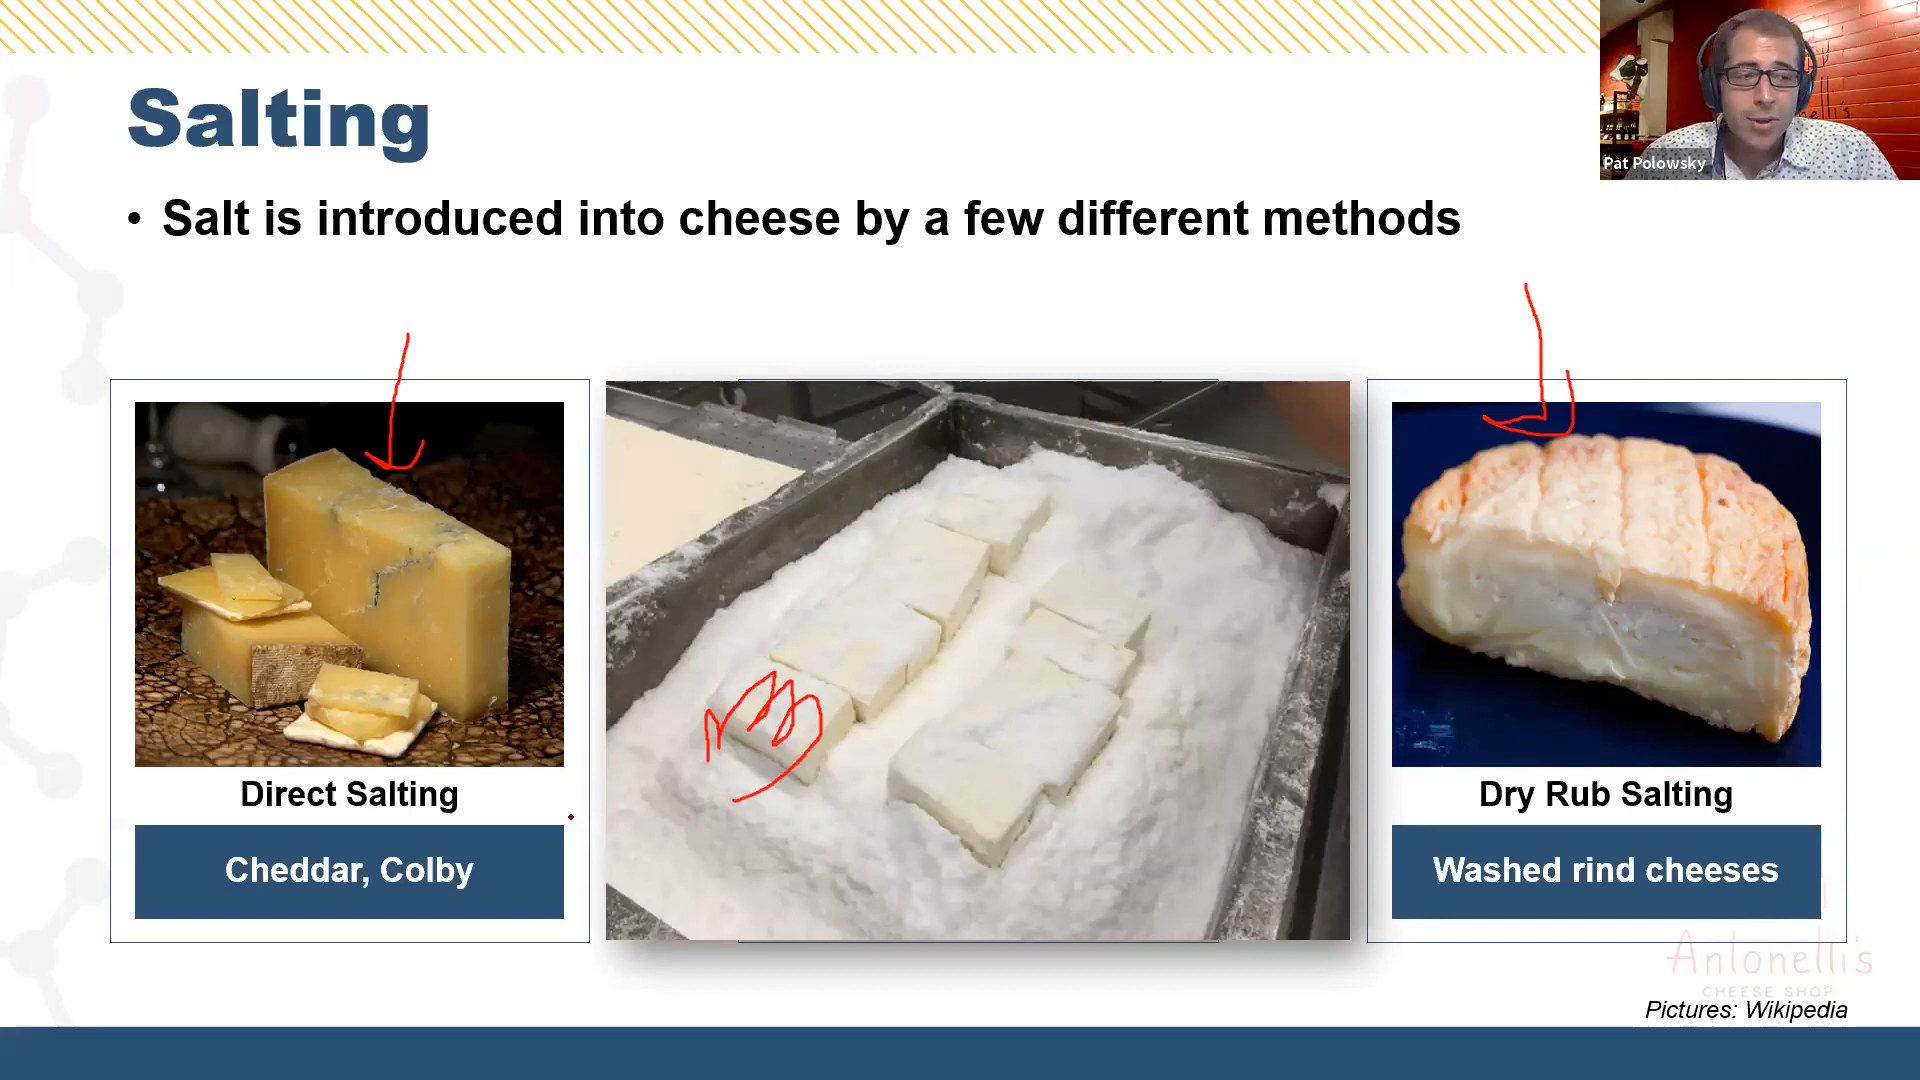 Salting
• Salt is introduced into cheese by a few different methods
Pat Polowsky
Direct Salting
Cheddar, Colby
Dry Rub Salting
Washed rind cheeses
Antonelli's
CHEESE SHOP
Pictures: Wikipedia